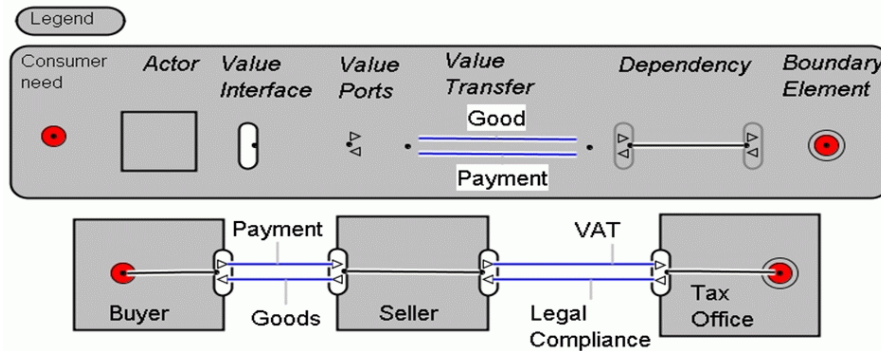 Legend
Consumer
need
Actor
Value
Interface
Value
Ports
Value
Transfer
Good
Payment
Dependency
Boundary
Element
Payment
Goods
VAT
Legal
Compliance
Buyer
Seller
Tax
Office